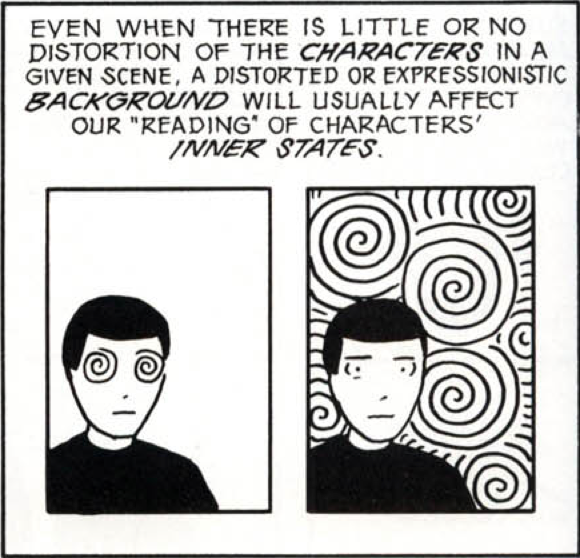 EVEN WHEN THERE IS LITTLE OR NO
DISTORTION OF THE CHARACTERS IN A
GIVEN SCENE, A DISTORTED OR EXPRESSIONISTIC
BACKGROUND WILL USUALLY AFFECT
OUR "READING" OF CHARACTERS'
INNER STATES.